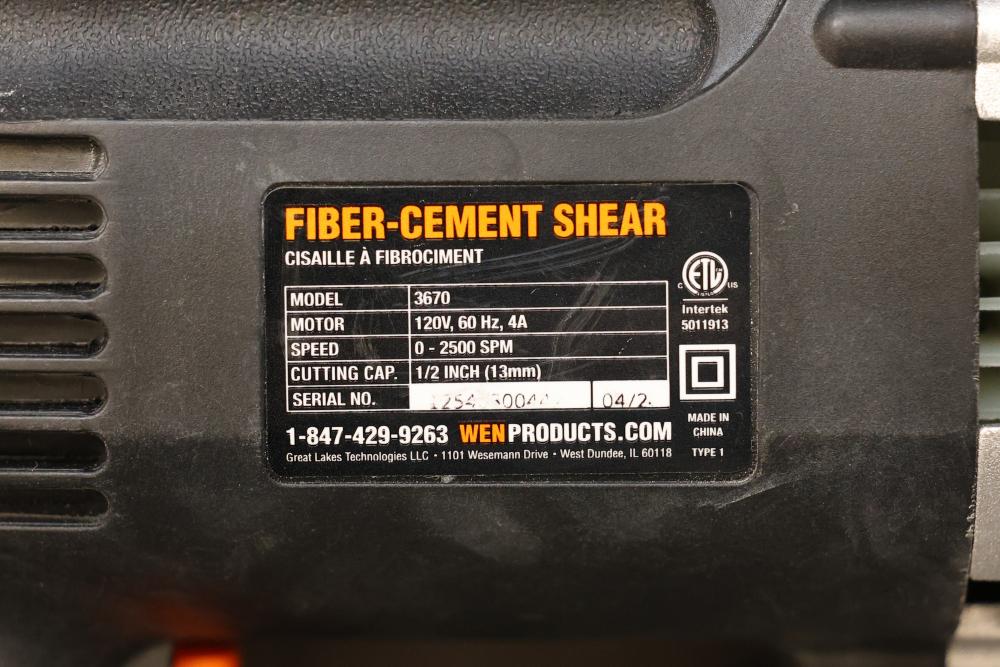 FIBER-CEMENT SHEAR
CISAILLE À FIBROCIMENT
MODEL 3670
MOTOR 120V, 60 Hz, 4A
SPEED 0 - 2500 SPM
CUTTING CAP. 1/2 INCH (13mm)
SERIAL NO.
1-847-429-9263 WENPRODUCTS.COM
Great Lakes Technologies LLC • 1101 Wesemann Drive • West Dundee, IL 60118
ETL
C US
Intertek
5011913
MADE IN
CHINA
TYPE 1